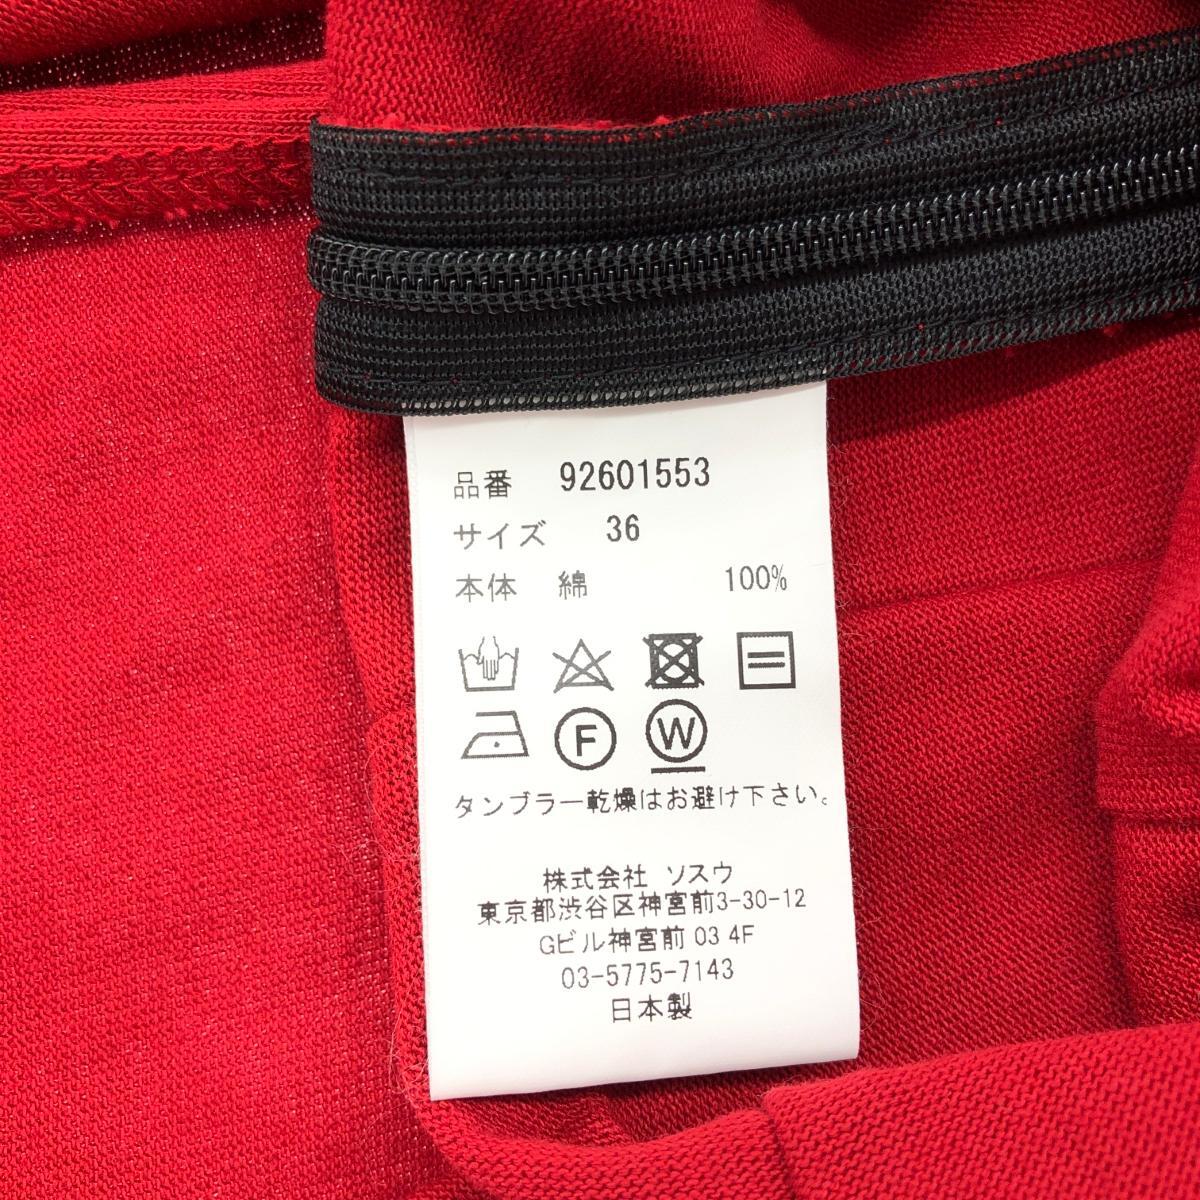 品番 92601553
サイズ 36
本体 綿 100%
F W
タンブラー乾燥はお避け下さい。
株式会社 ソスウ
東京都渋谷区神宮前3-30-12
Gビル神宮前 03 4F
03-5775-7143
日本製